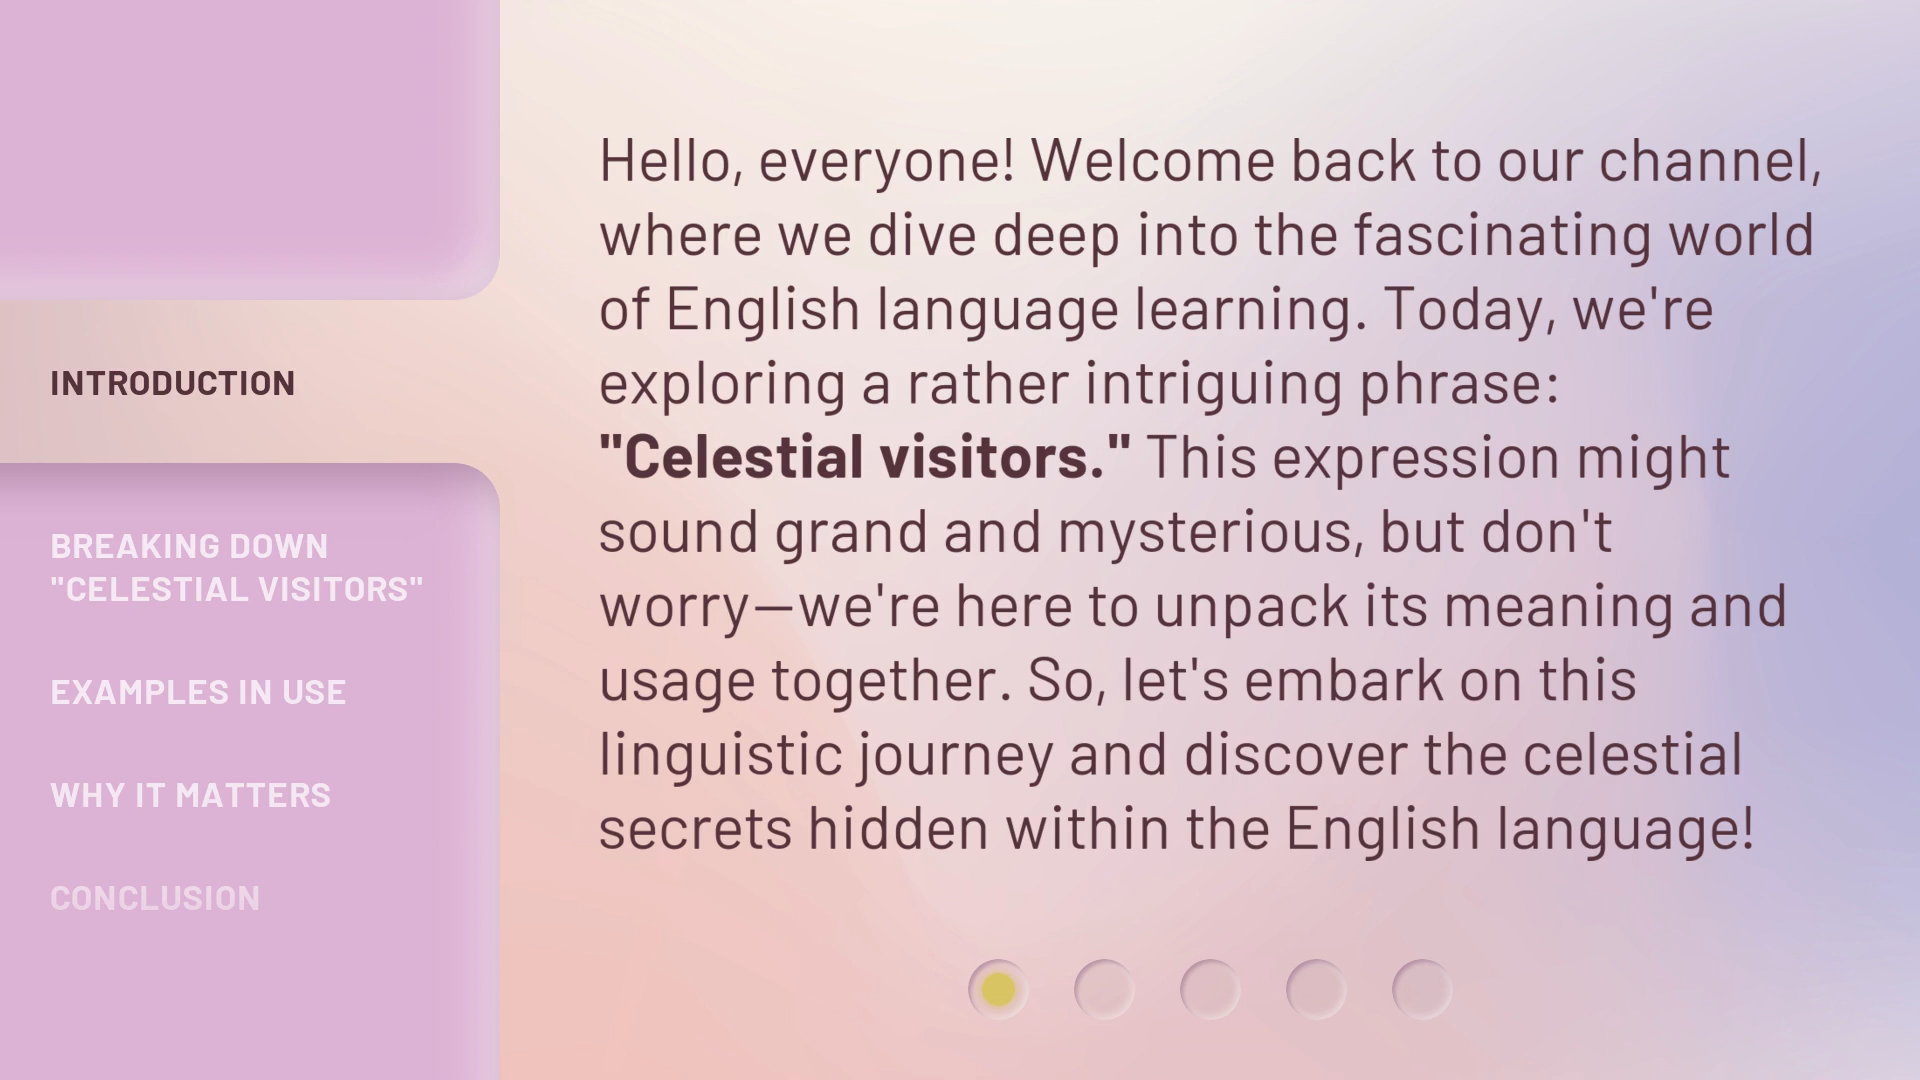 INTRODUCTION
BREAKING DOWN
"CELESTIAL VISITORS"
EXAMPLES IN USE
WHY IT MATTERS
CONCLUSION
Hello, everyone! Welcome back to our channel,
where we dive deep into the fascinating world
of English language learning. Today, we're
exploring a rather intriguing phrase:
"Celestial visitors." This expression might
sound grand and mysterious, but don't
worry—we're here to unpack its meaning and
usage together. So, let's embark on this
linguistic journey and discover the celestial
secrets hidden within the English language!